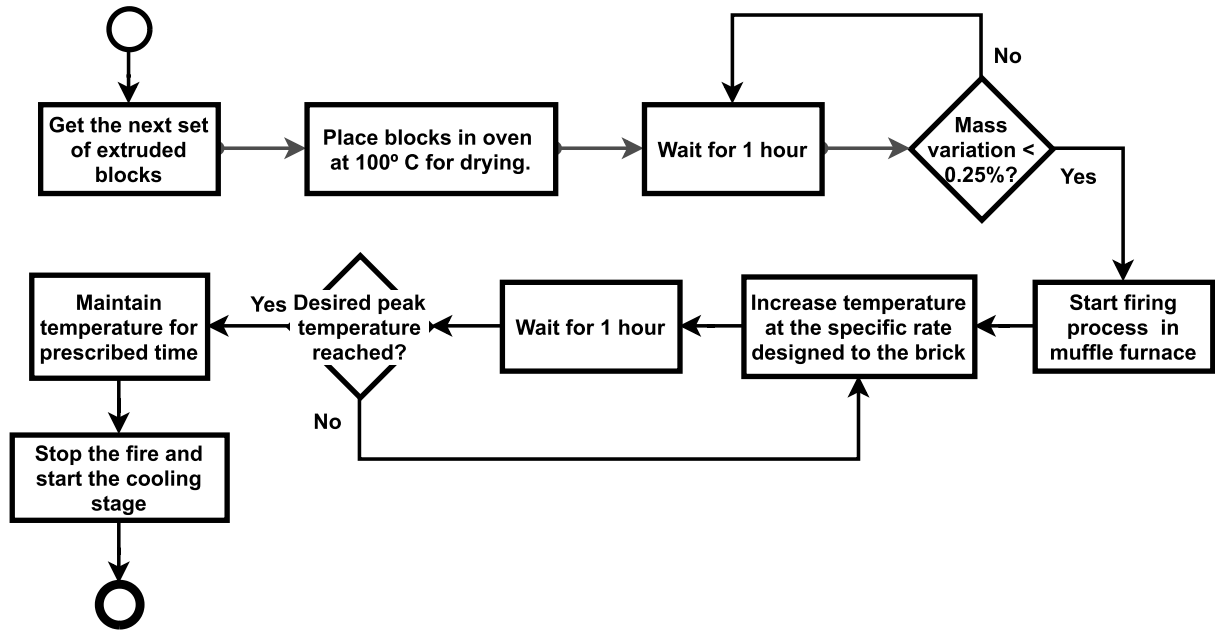 Get the next set
of extruded
blocks
Place blocks in oven
at 100º C for drying.
Wait for 1 hour
No
Mass
variation <
0.25%?
Yes
Start firing
process in
muffle furnace
Increase temperature
at the specific rate
designed to the brick
Wait for 1 hour
Desired peak
temperature
reached?
No
Yes
Maintain
temperature for
prescribed time
Stop the fire and
start the cooling
stage